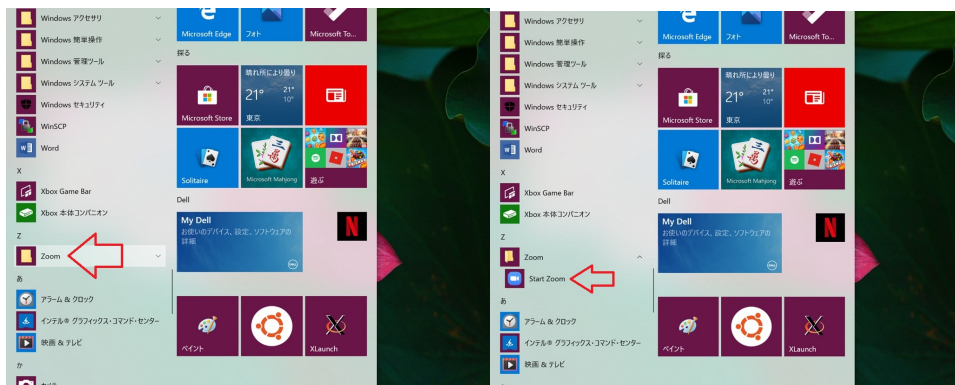 Windows アクセサリ
Windows 簡単操作
Windows 管理ツール
Windows システム ツール
Windows セキュリティ
WinSCP
Word
X
Xbox Game Bar
Xbox 本体コンパニオン
Z
Zoom
あ
アラーム & クロック
インテル® グラフィックス・コマンド・センター
映画 & テレビ
か
Microsoft Edge
フォト
Microsoft To...
探る
Microsoft Store
晴れ所により曇り
21°
21°
10°
東京
Solitaire
Microsoft Mahjong
遊ぶ
Dell
My Dell
お使いのデバイス、設定、ソフトウェアの
詳細
ペイント
XLaunch
Windows アクセサリ
Windows 簡単操作
Windows 管理ツール
Windows システム ツール
Windows セキュリティ
WinSCP
Word
X
Xbox Game Bar
Xbox 本体コンパニオン
Z
Zoom
Start Zoom
あ
アラーム & クロック
インテル® グラフィックス・コマンド・センター
映画 & テレビ
Microsoft Edge
フォト
Microsoft To...
探る
Microsoft Store
晴れ所により曇り
21°
21°
10°
東京
Solitaire
Microsoft Mahjong
遊ぶ
Dell
My Dell
お使いのデバイス、設定、ソフトウェアの
詳細
ペイント
XLaunch